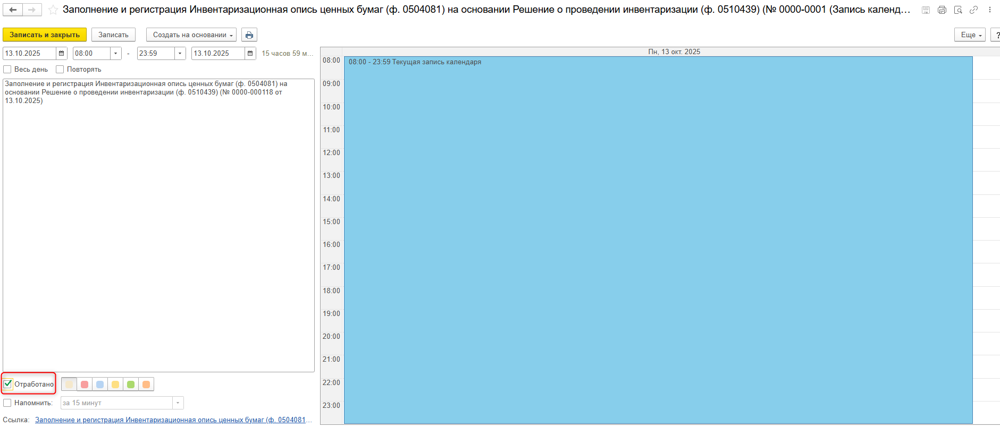 Заполнение и регистрация Инвентаризационная опись ценных бумаг (ф. 0504081) на основании Решение о проведении инвентаризации (ф. 0510439) (№ 0000-0001 (Запись календ...
Записать и закрыть
Записать
Создать на основании
Еще
?
13.10.2025
08:00
-
23:59
13.10.2025
15 часов 59 м...
Весь день
Повторять
Заполнение и регистрация Инвентаризационная опись ценных бумаг (ф. 0504081) на
основании Решение о проведении инвентаризации (ф. 0510439) (№ 0000-000118 от
13.10.2025)
Отработано
Напомнить:
за 15 минут
Ссылка:
Заполнение и регистрация Инвентаризационная опись ценных бумаг (ф. 0504081...
Пн, 13 окт. 2025
08:00
08:00 - 23:59 Текущая запись календаря
09:00
10:00
11:00
12:00
13:00
14:00
15:00
16:00
17:00
18:00
19:00
20:00
21:00
22:00
23:00